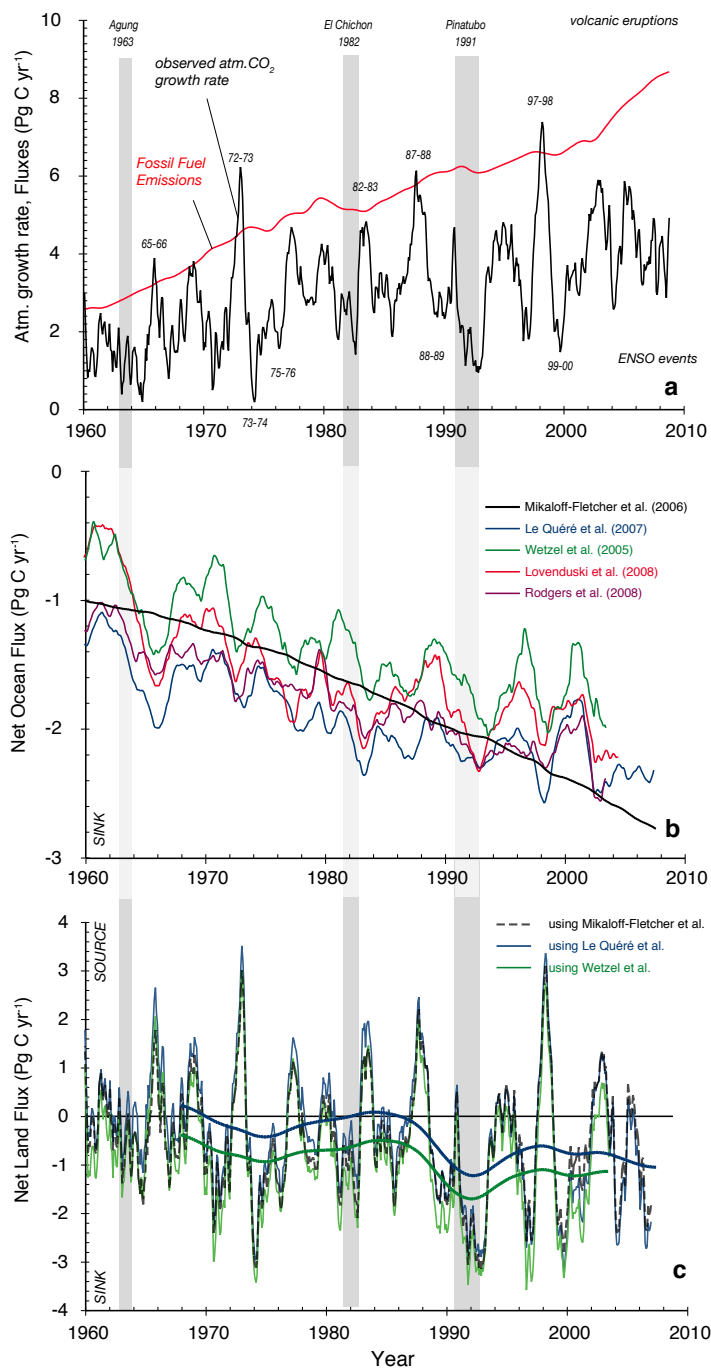 Agung
1963
El Chichon
1982
Pinatubo
1991
volcanic eruptions
observed atm.CO2
growth rate
Fossil Fuel
Emissions
65-66
72-73
73-74
75-76
82-83
87-88
88-89
97-98
99-00
ENSO events
a
Atm. growth rate, Fluxes (Pg C yr-1)
10
8
6
4
2
0
1960
1970
1980
1990
2000
2010
Net Ocean Flux (Pg C yr-1)
0
-1
-2
-3
Mikaloff-Fletcher et al. (2006)
Le Quéré et al. (2007)
Wetzel et al. (2005)
Lovenduski et al. (2008)
Rodgers et al. (2008)
SINK
b
1960
1970
1980
1990
2000
2010
Net Land Flux (Pg C yr-1)
4
3
2
1
0
-1
-2
-3
-4
SOURCE
SINK
using Mikaloff-Fletcher et al.
using Le Quéré et al.
using Wetzel et al.
c
1960
1970
1980
1990
2000
2010
Year